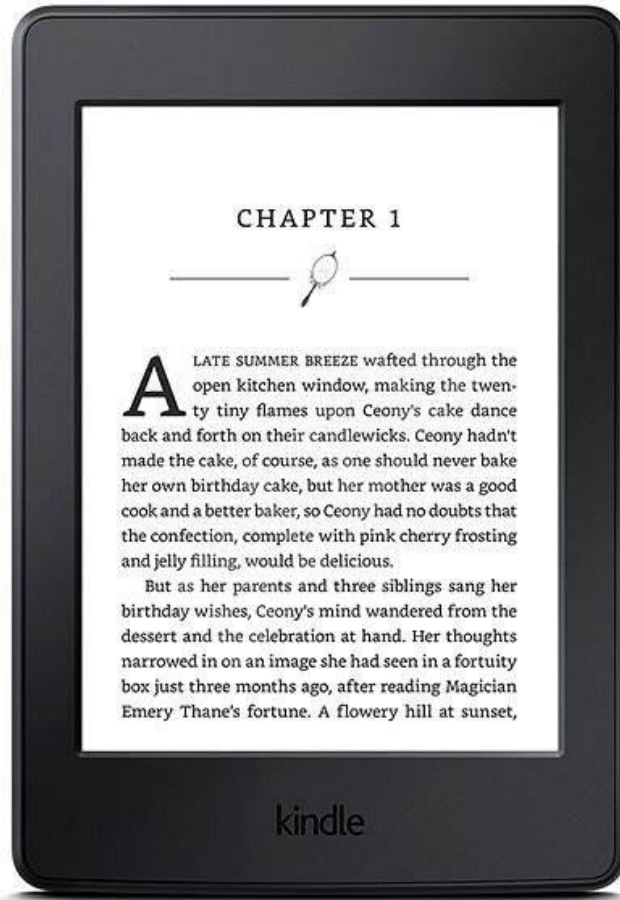 CHAPTER 1
A LATE SUMMER BREEZE wafted through the
open kitchen window, making the twen-
ty tiny flames upon Ceony's cake dance
back and forth on their candlewicks. Ceony hadn't
made the cake, of course, as one should never bake
her own birthday cake, but her mother was a good
cook and a better baker, so Ceony had no doubts that
the confection, complete with pink cherry frosting
and jelly filling, would be delicious.
But as her parents and three siblings sang her
birthday wishes, Ceony's mind wandered from the
dessert and the celebration at hand. Her thoughts
narrowed in on an image she had seen in a fortuity
box just three months ago, after reading Magician
Emery Thane's fortune. A flowery hill at sunset,
kindle